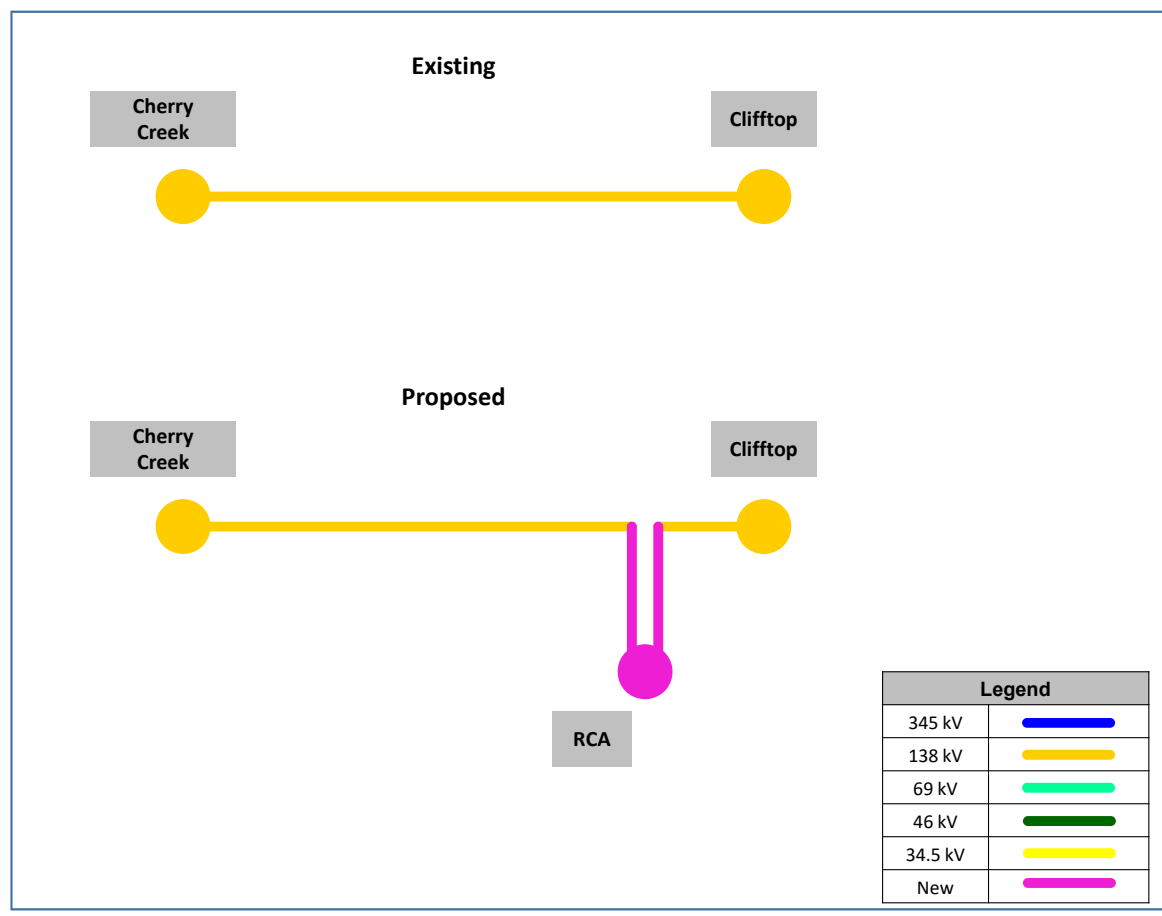 Existing
Cherry
Creek
Clifftop
Proposed
Cherry
Creek
Clifftop
RCA
Legend
345 kV
138 kV
69 kV
46 kV
34.5 kV
New